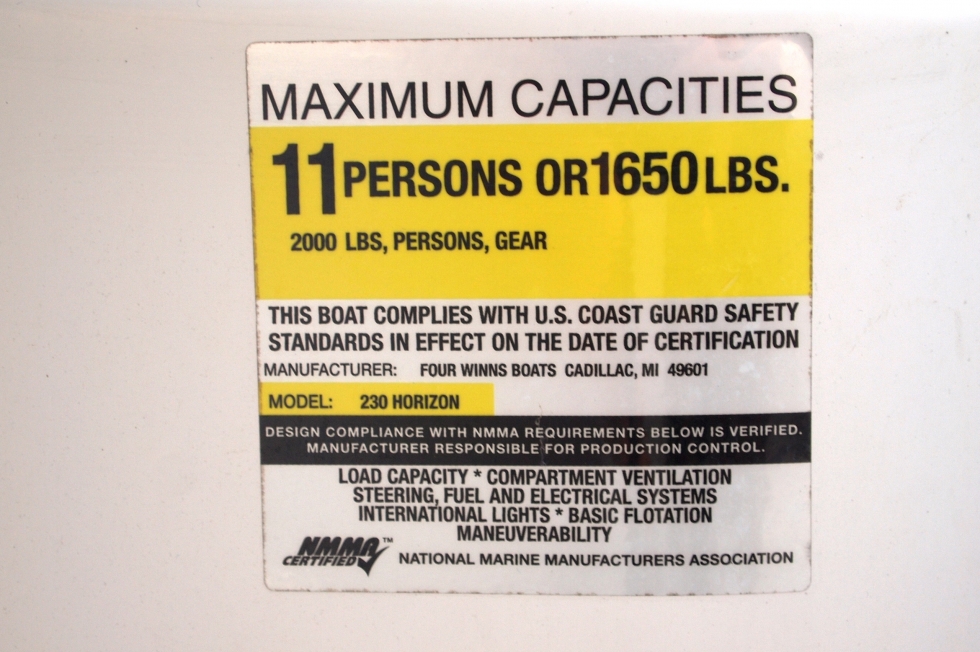 MAXIMUM CAPACITIES
11 PERSONS OR 1650 LBS.
2000 LBS, PERSONS, GEAR
THIS BOAT COMPLIES WITH U.S. COAST GUARD SAFETY
STANDARDS IN EFFECT ON THE DATE OF CERTIFICATION
MANUFACTURER: FOUR WINNS BOATS CADILLAC, MI 49601
MODEL: 230 HORIZON
DESIGN COMPLIANCE WITH NMMA REQUIREMENTS BELOW IS VERIFIED.
MANUFACTURER RESPONSIBLE FOR PRODUCTION CONTROL.
LOAD CAPACITY * COMPARTMENT VENTILATION
STEERING, FUEL AND ELECTRICAL SYSTEMS
INTERNATIONAL LIGHTS * BASIC FLOTATION
MANEUVERABILITY
NMMA™
CERTIFIED
NATIONAL MARINE MANUFACTURERS ASSOCIATION